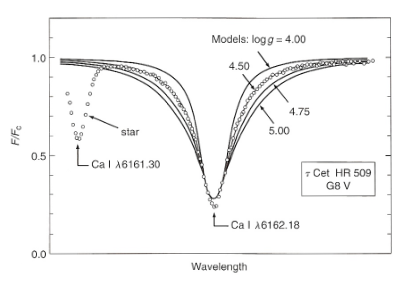 Models: log g = 4.00
1.0
4.50
4.75
star
5.00
F/Fc
0.5
Ca I λ6161.30
τ Cet HR 509
G8 V
Ca I λ6162.18
0.0
Wavelength